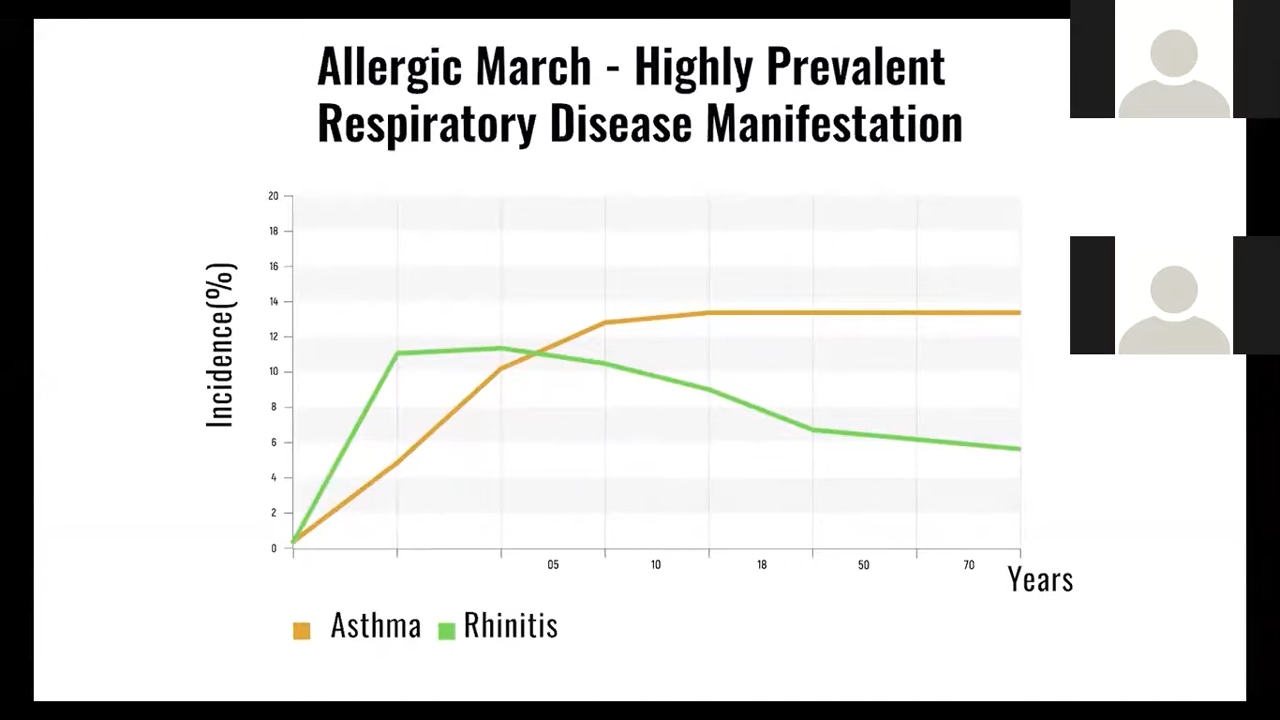 Allergic March - Highly Prevalent
Respiratory Disease Manifestation
20
18
16
14
12
10
8
6
4
2
0
Incidence(%)
05 10 18 50 70
Years
Asthma Rhinitis